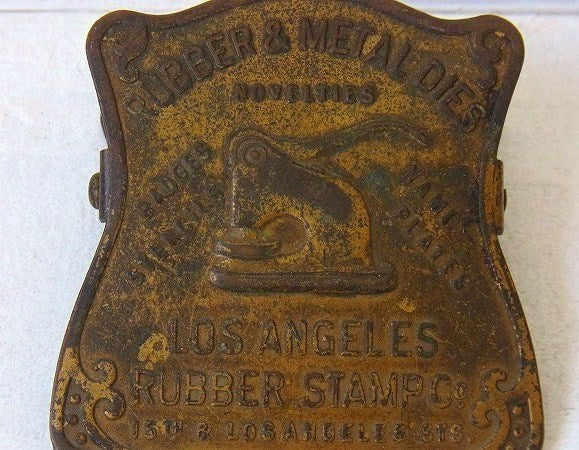 RUBBER & METAL DIES
NOVELTIES
BADGES
STENCILS
NAME
PLATES
LOS ANGELES
RUBBER STAMP Co
15TH & LOS ANGELES STS.